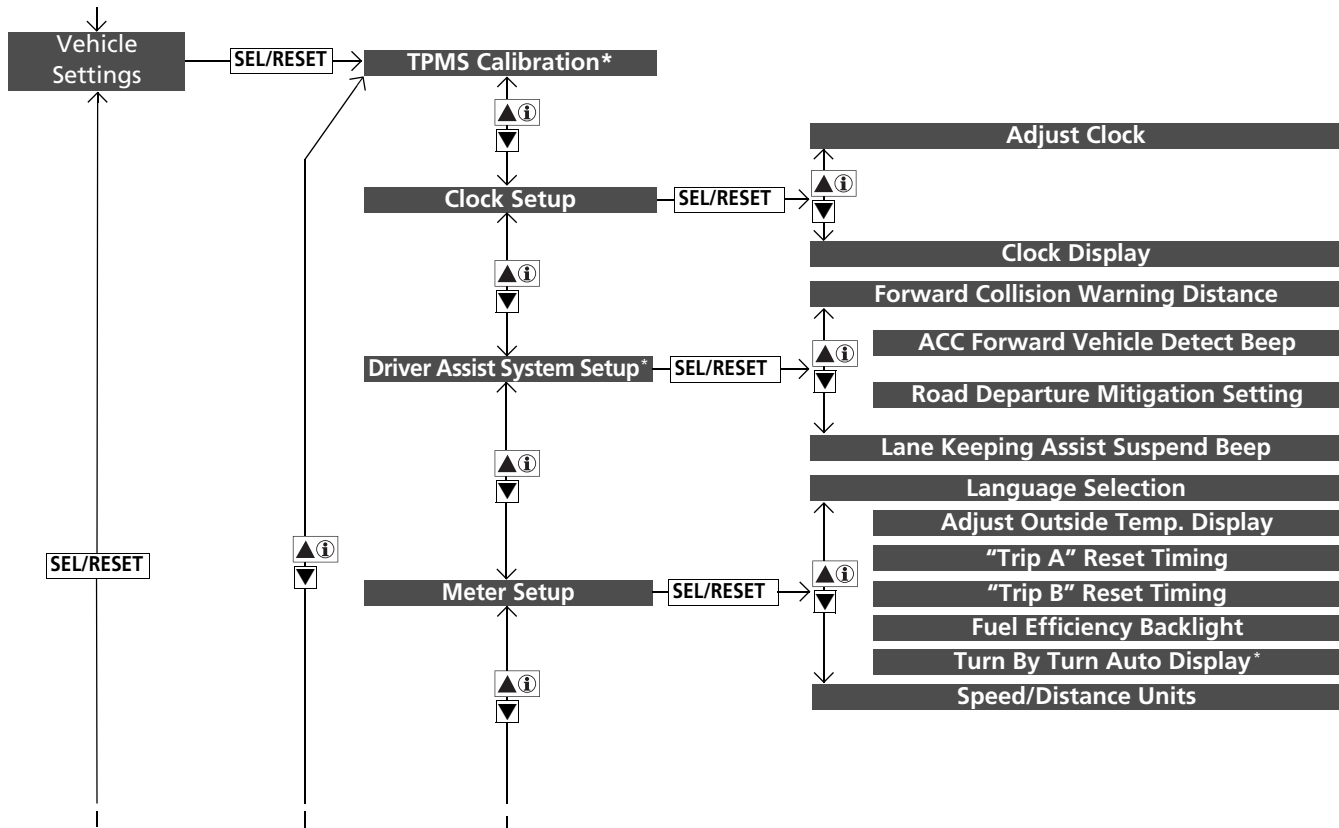 Vehicle
Settings
SEL/RESET
TPMS Calibration*
▲ⓘ
▼
Adjust Clock
▲ⓘ
▼
Clock Setup
SEL/RESET
Clock Display
▲ⓘ
▼
Forward Collision Warning Distance
ACC Forward Vehicle Detect Beep
▲ⓘ
▼
Driver Assist System Setup*
SEL/RESET
Road Departure Mitigation Setting
Lane Keeping Assist Suspend Beep
▲ⓘ
▼
Language Selection
Adjust Outside Temp. Display
"Trip A" Reset Timing
SEL/RESET
▲ⓘ
▼
Meter Setup
SEL/RESET
▲ⓘ
▼
"Trip B" Reset Timing
Fuel Efficiency Backlight
Turn By Turn Auto Display*
Speed/Distance Units
▲ⓘ
▼